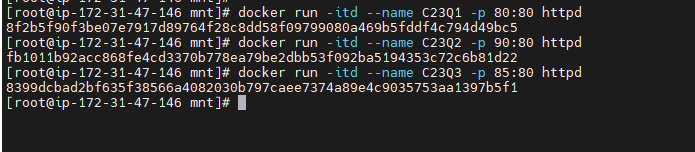 [root@ip-172-31-47-146 mnt]# docker run -itd --name C23Q1 -p 80:80 httpd
8f2b5f90f3be07e7917d89764f28c8dd58f09799080a469b5fddf4c794d49bc5
[root@ip-172-31-47-146 mnt]# docker run -itd --name C23Q2 -p 90:80 httpd
fb1011b92acc868fe4cd3370b778ea79be2dbb53f092ba5194353c72c6b81d22
[root@ip-172-31-47-146 mnt]# docker run -itd --name C23Q3 -p 85:80 httpd
8399dcbad2bf635f38566a4082030b797caee7374a89e4c9035753aa1397b5f1
[root@ip-172-31-47-146 mnt]#